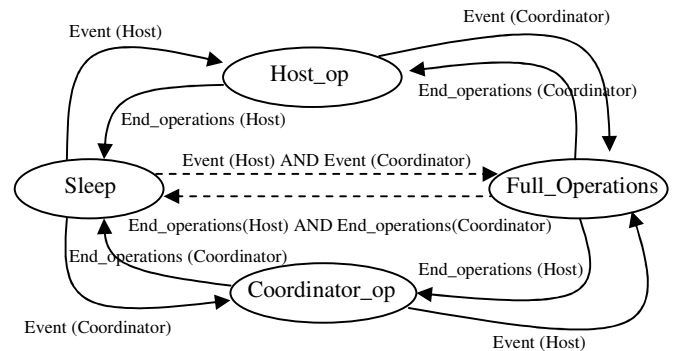 Event (Coordinator)
Event (Host)
Host_op
End_operations (Coordinator)
End_operations (Host)
Event (Host) AND Event (Coordinator)
Sleep
Full_Operations
End_operations(Host) AND End_operations(Coordinator)
End_operations (Coordinator)
End_operations (Host)
Coordinator_op
Event (Coordinator)
Event (Host)